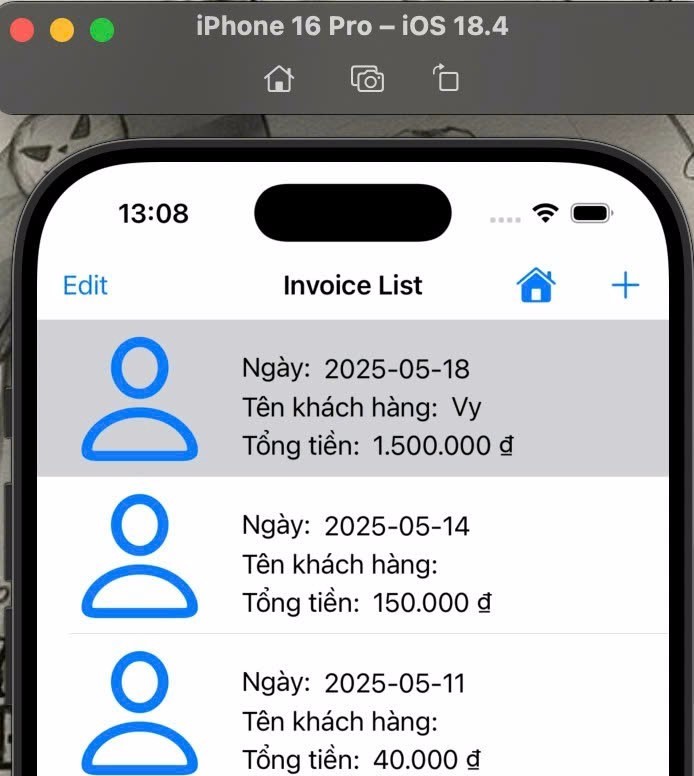 iPhone 16 Pro – iOS 18.4
13:08
Edit Invoice List
Ngày: 2025-05-18
Tên khách hàng: Vy
Tổng tiền: 1.500.000 ₫
Ngày: 2025-05-14
Tên khách hàng:
Tổng tiền: 150.000 ₫
Ngày: 2025-05-11
Tên khách hàng:
Tổng tiền: 40.000 ₫